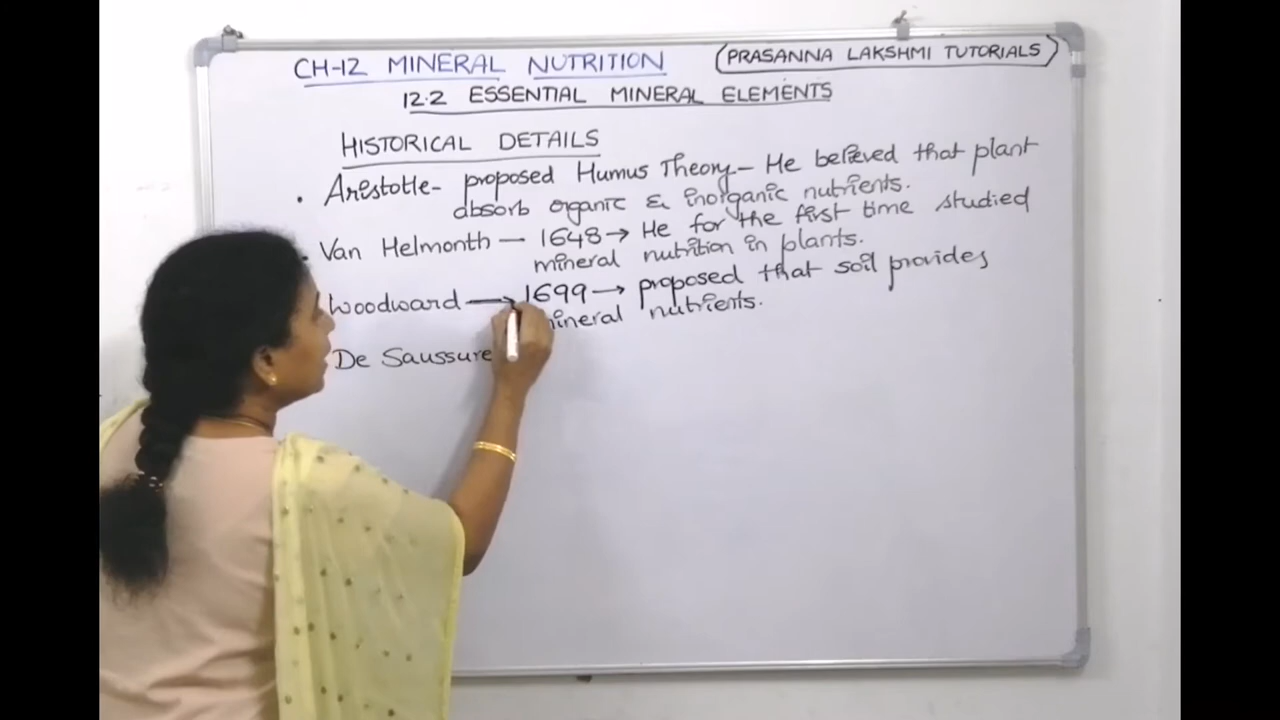 CH-12 MINERAL NUTRITION
PRASANNA LAKSHMI TUTORIALS
12.2 ESSENTIAL MINERAL ELEMENTS
HISTORICAL DETAILS
• Aristotle- proposed Humus Theory- He believed that plant
absorb organic & inorganic nutrients.
• Van Helmonth - 1648 → He for the first time studied
mineral nutrition in plants.
Woodward → 1699 → proposed that soil provides
mineral nutrients.
De Saussure